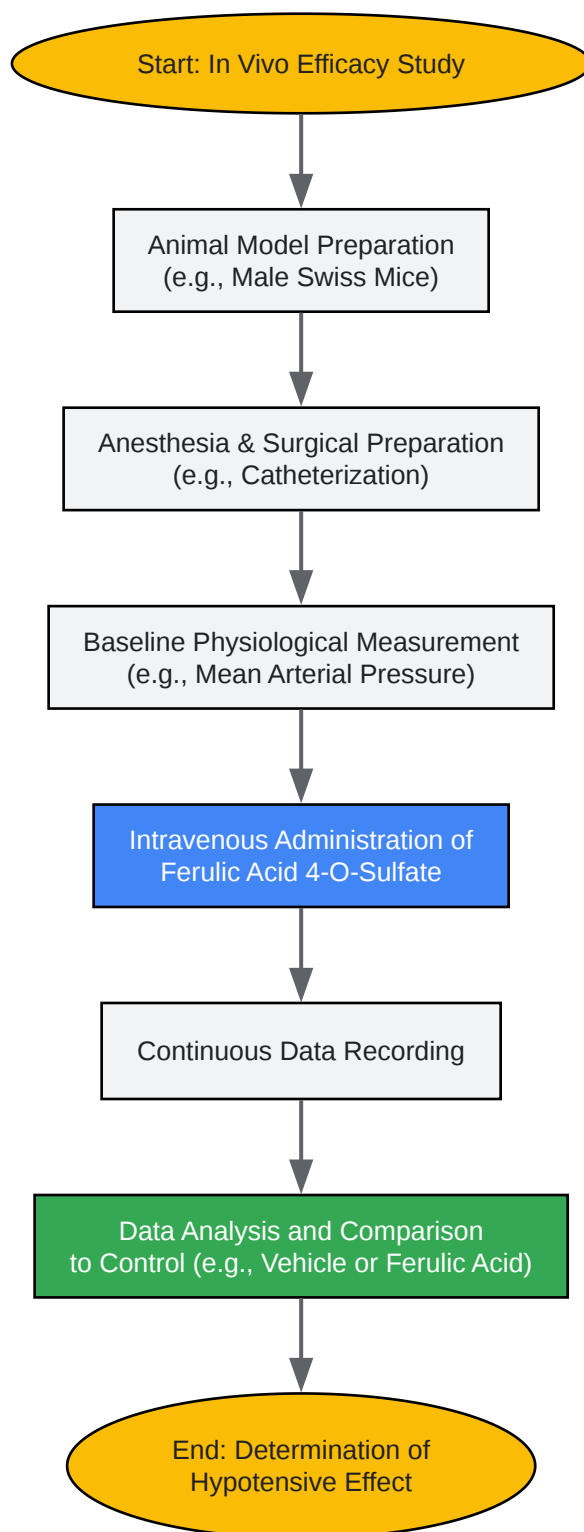 Start: In Vivo Efficacy Study
Animal Model Preparation
(e.g., Male Swiss Mice)
Anesthesia & Surgical Preparation
(e.g., Catheterization)
Baseline Physiological Measurement
(e.g., Mean Arterial Pressure)
Intravenous Administration of
Ferulic Acid 4-O-Sulfate
Continuous Data Recording
Data Analysis and Comparison
to Control (e.g., Vehicle or Ferulic Acid)
End: Determination of
Hypotensive Effect